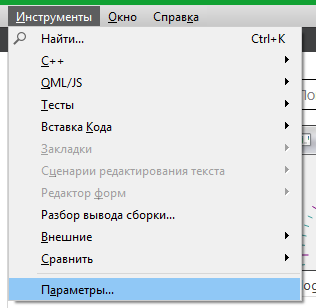 Инструменты Окно Справка
Найти... Ctrl+K
C++
QML/JS
Тесты
Вставка Кода
Закладки
Сценарии редактирования текста
Редактор форм
Разбор вывода сборки...
Внешние
Сравнить
Параметры...